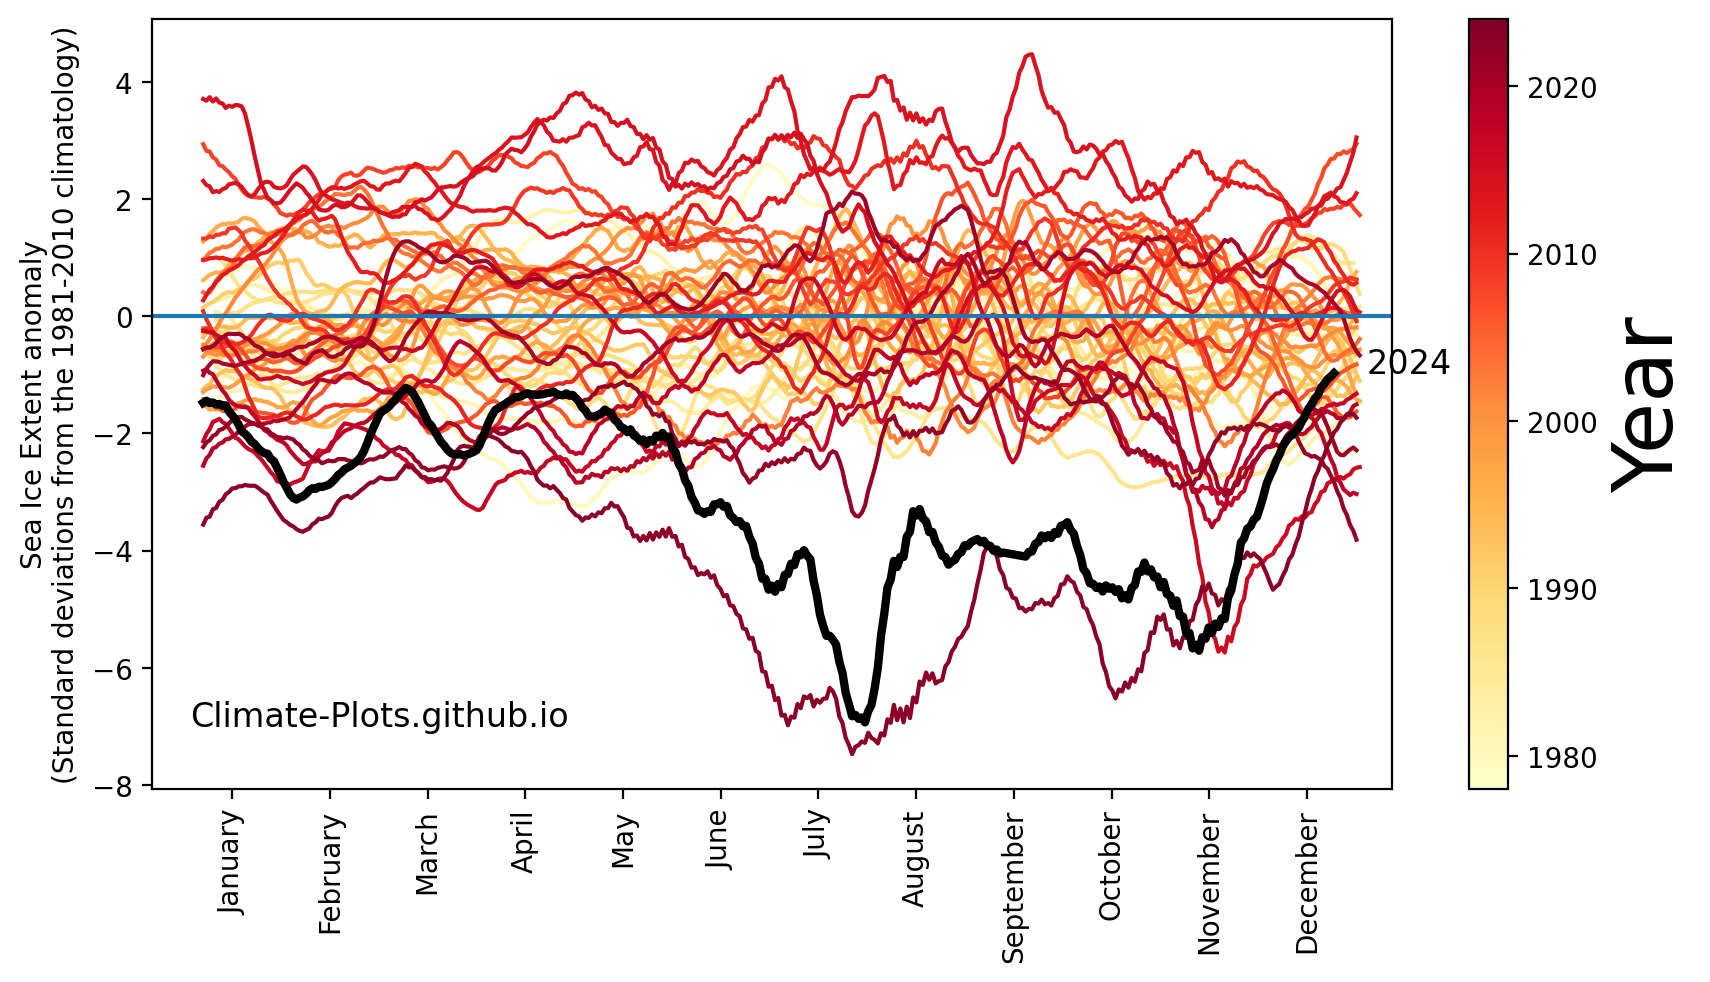 Sea Ice Extent anomaly
(Standard deviations from the 1981-2010 climatology)
4
2
0
−2
−4
−6
−8
January
February
March
April
May
June
July
August
September
October
November
December
2024
Climate-Plots.github.io
2020
2010
2000
1990
1980
Year